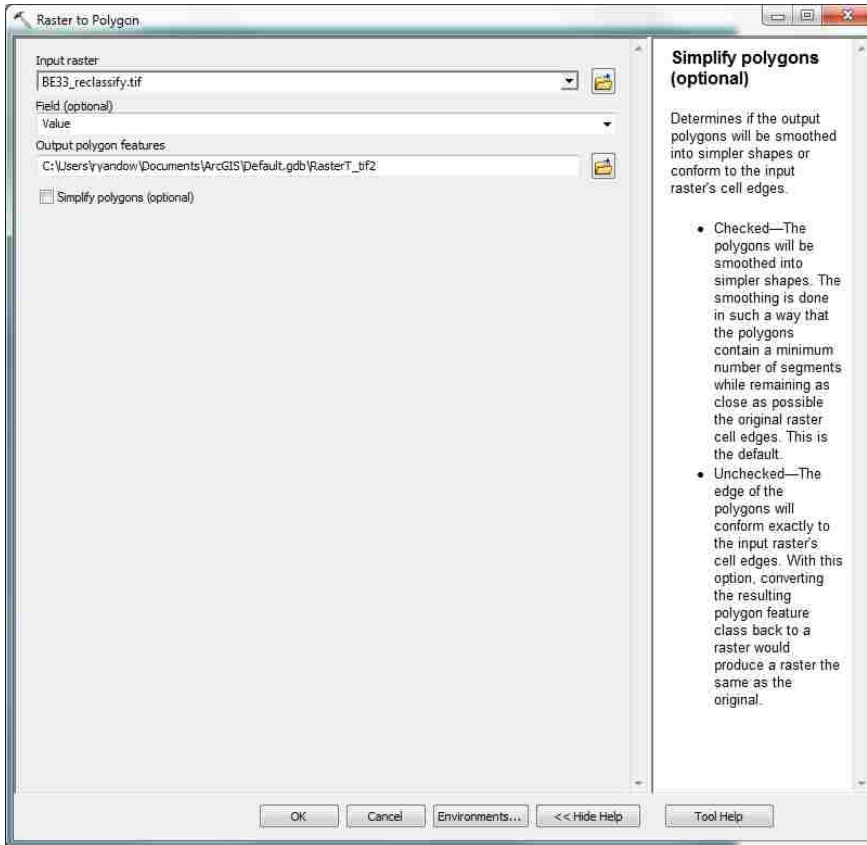 Raster to Polygon
Input raster
BE33_reclassify.tif
Field (optional)
Value
Output polygon features
C:\Users\ryandow\Documents\ArcGIS\Default.gdb\RasterT_tif2
Simplify polygons (optional)
OK
Cancel
Environments...
<< Hide Help
Simplify polygons
(optional)
Determines if the output
polygons will be smoothed
into simpler shapes or
conform to the input
raster's cell edges.
• Checked—The
polygons will be
smoothed into
simpler shapes. The
smoothing is done
in such a way that
the polygons
contain a minimum
number of segments
while remaining as
close as possible
the original raster
cell edges. This is
the default.
• Unchecked—The
edge of the
polygons will
conform exactly to
the input raster's
cell edges. With this
option, converting
the resulting
polygon feature
class back to a
raster would
produce a raster the
same as the
original.
Tool Help